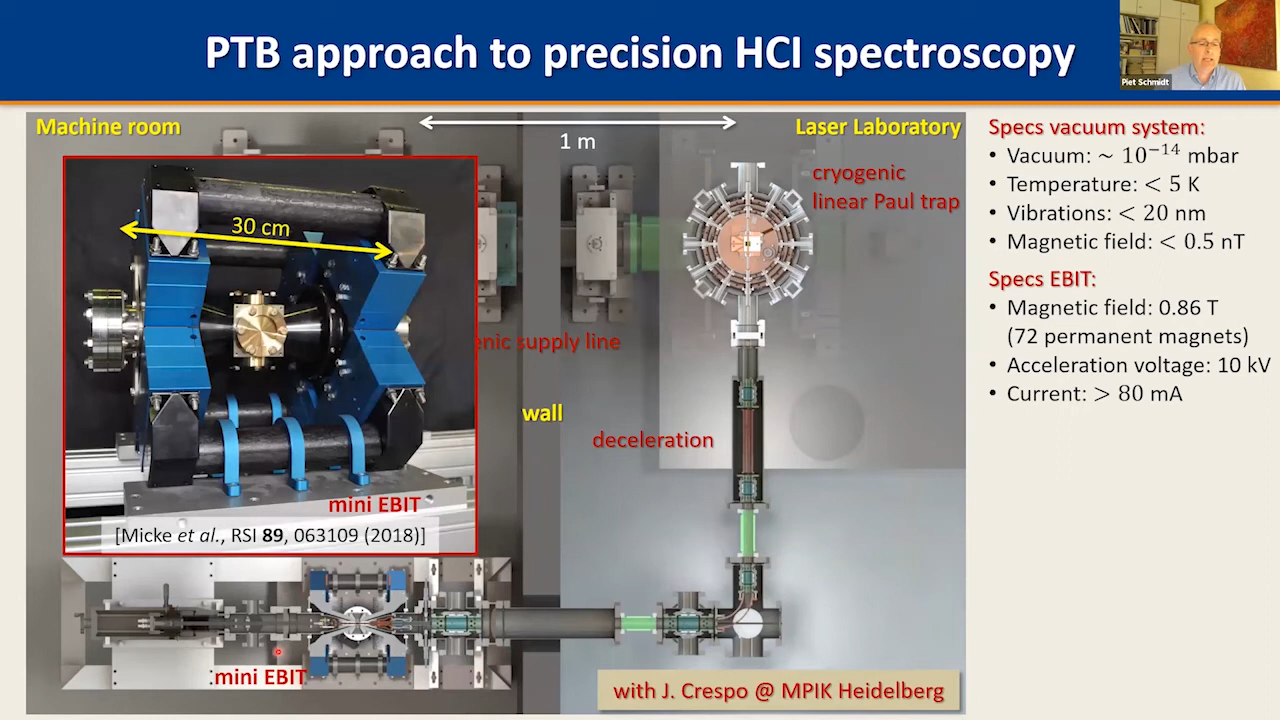 PTB approach to precision HCI spectroscopy
Piet Schmidt
Machine room
1 m
Laser Laboratory
cryogenic
linear Paul trap
30 cm
enic supply line
wall
deceleration
mini EBIT
[Micke et al., RSI 89, 063109 (2018)]
mini EBIT
with J. Crespo @ MPIK Heidelberg
Specs vacuum system:
• Vacuum: ~ 10⁻¹⁴ mbar
• Temperature: < 5 K
• Vibrations: < 20 nm
• Magnetic field: < 0.5 nT
Specs EBIT:
• Magnetic field: 0.86 T
(72 permanent magnets)
• Acceleration voltage: 10 kV
• Current: > 80 mA